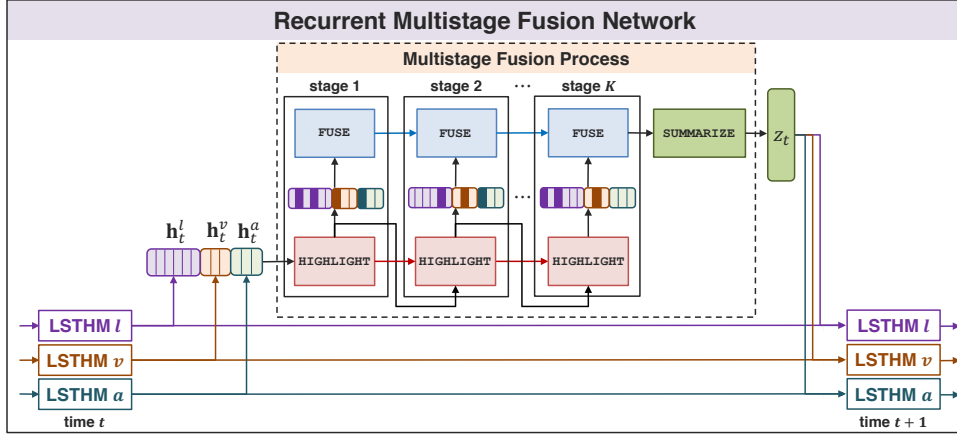 Recurrent Multistage Fusion Network
Multistage Fusion Process
stage 1
stage 2
...
stage K
FUSE
FUSE
FUSE
SUMMARIZE
z_t
...
h_t^l
h_t^v
h_t^a
HIGHLIGHT
HIGHLIGHT
HIGHLIGHT
LSTHM l
LSTHM l
LSTHM v
LSTHM v
LSTHM a
LSTHM a
time t
time t + 1